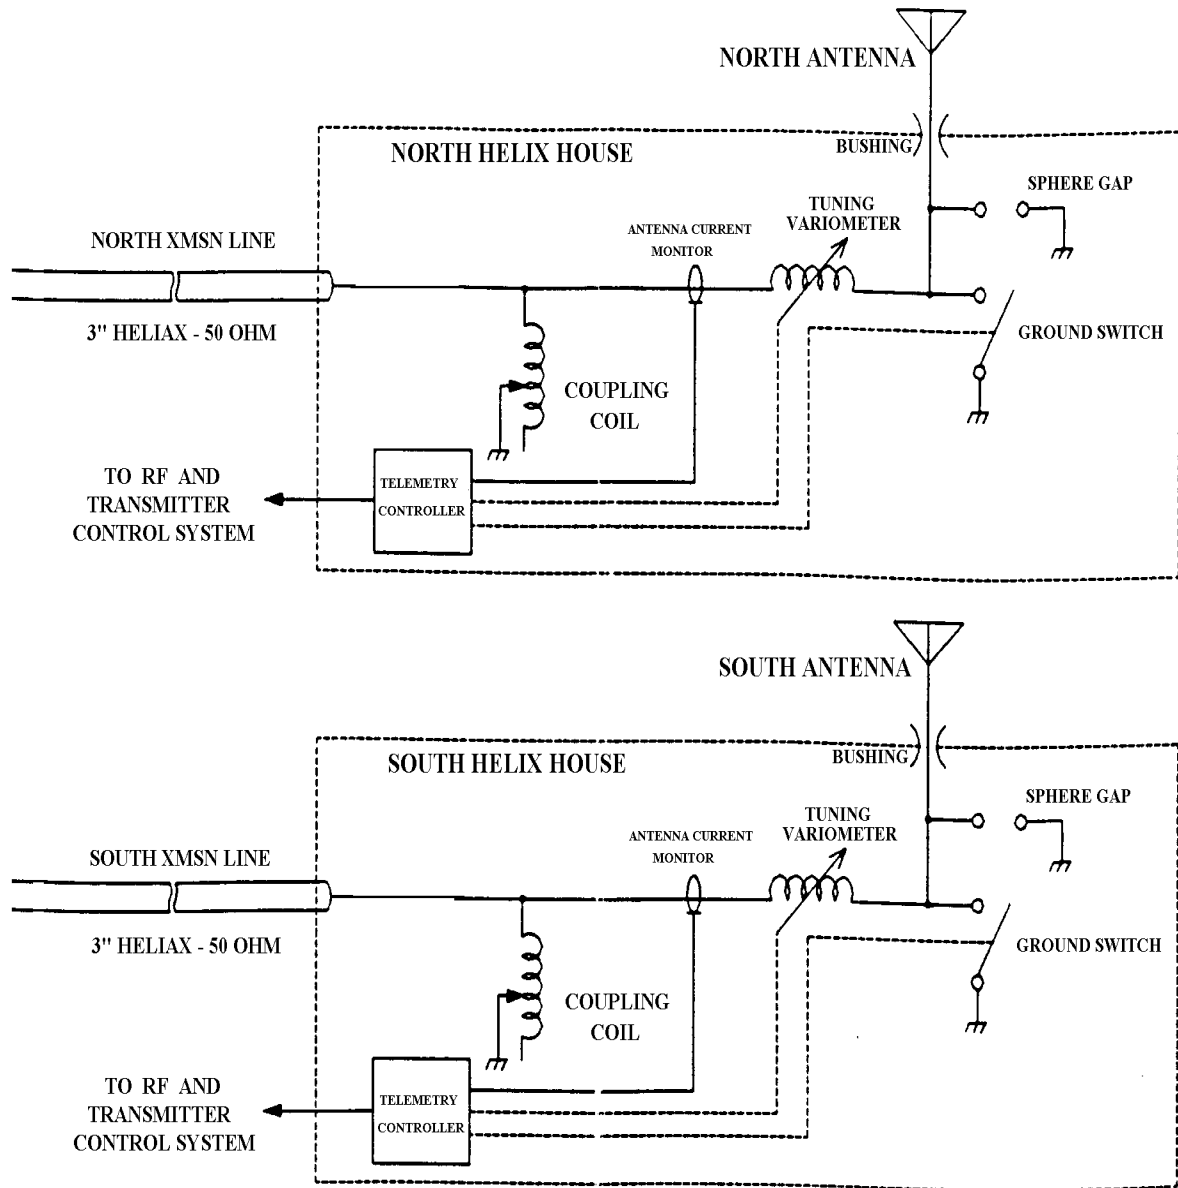 NORTH ANTENNA
BUSHING
NORTH HELIX HOUSE
SPHERE GAP
TUNING
VARIOMETER
ANTENNA CURRENT
MONITOR
NORTH XMSN LINE
3" HELIAX - 50 OHM
GROUND SWITCH
COUPLING
COIL
TO RF AND
TRANSMITTER
CONTROL SYSTEM
TELEMETRY
CONTROLLER
SOUTH ANTENNA
BUSHING
SOUTH HELIX HOUSE
SPHERE GAP
TUNING
VARIOMETER
ANTENNA CURRENT
MONITOR
SOUTH XMSN LINE
3" HELIAX - 50 OHM
GROUND SWITCH
COUPLING
COIL
TO RF AND
TRANSMITTER
CONTROL SYSTEM
TELEMETRY
CONTROLLER